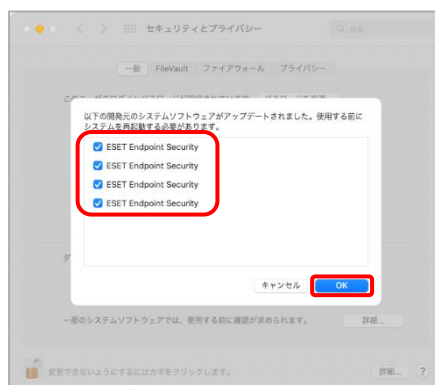 セキュリティとプライバシー
検索
一般 FileVault ファイアウォール プライバシー
以下の開発元のシステムソフトウェアがアップデートされました。使用する前に
システムを再起動する必要があります。
ESET Endpoint Security
ESET Endpoint Security
ESET Endpoint Security
ESET Endpoint Security
キャンセル OK
一部のシステムソフトウェアでは、使用する前に確認が求められます。 詳細...
変更できないようにするにはカギをクリックします。 詳細... ?